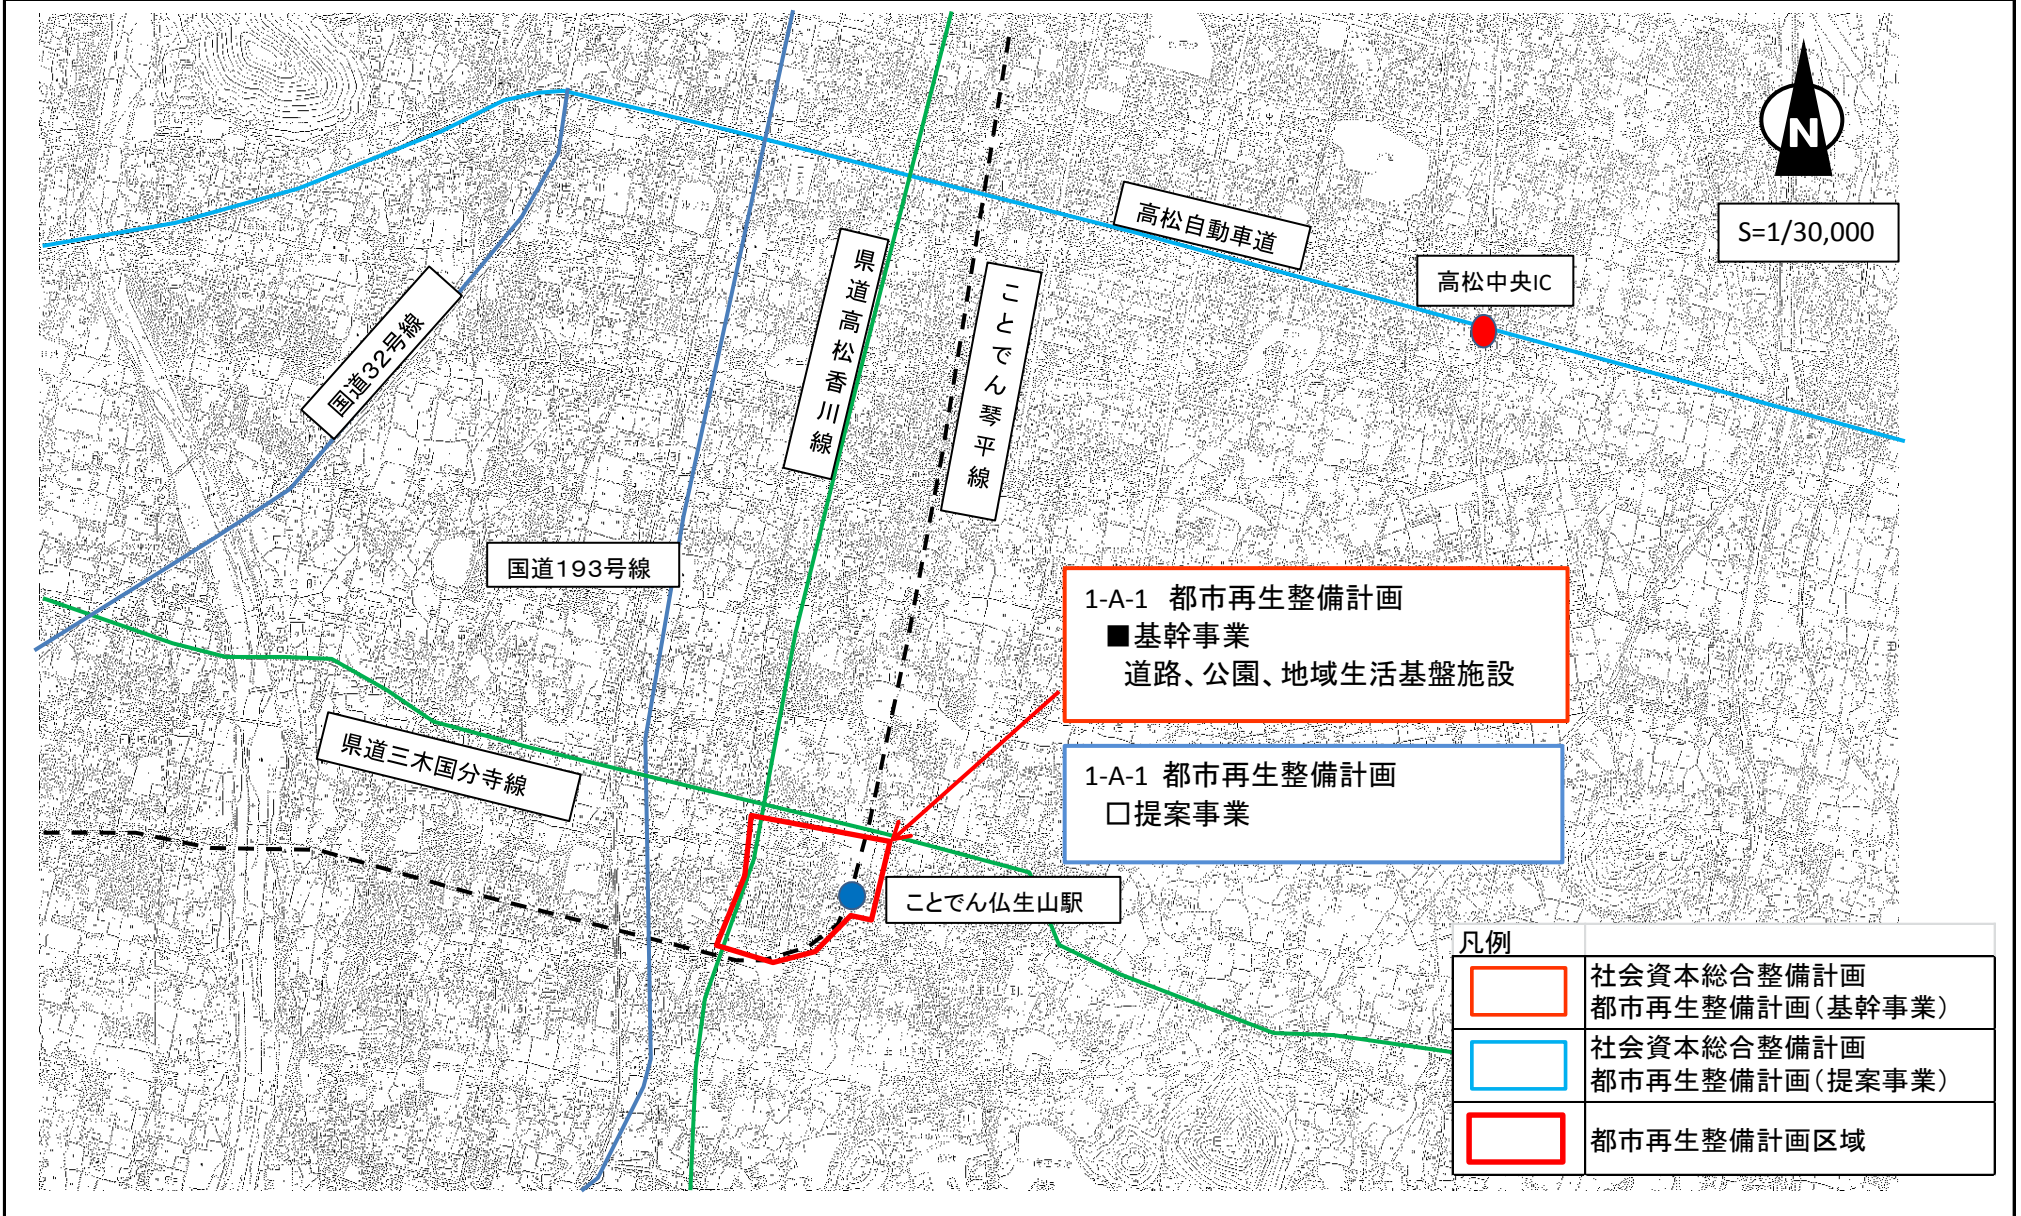 N
S=1/30,000
高松自動車道
高松中央IC
県道高松香川線
ことでん琴平線
国道32号線
国道193号線
1-A-1 都市再生整備計画
■基幹事業
道路、公園、地域生活基盤施設
県道三木国分寺線
1-A-1 都市再生整備計画
□提案事業
ことでん仏生山駅
凡例
社会資本総合整備計画
都市再生整備計画（基幹事業）
社会資本総合整備計画
都市再生整備計画（提案事業）
都市再生整備計画区域